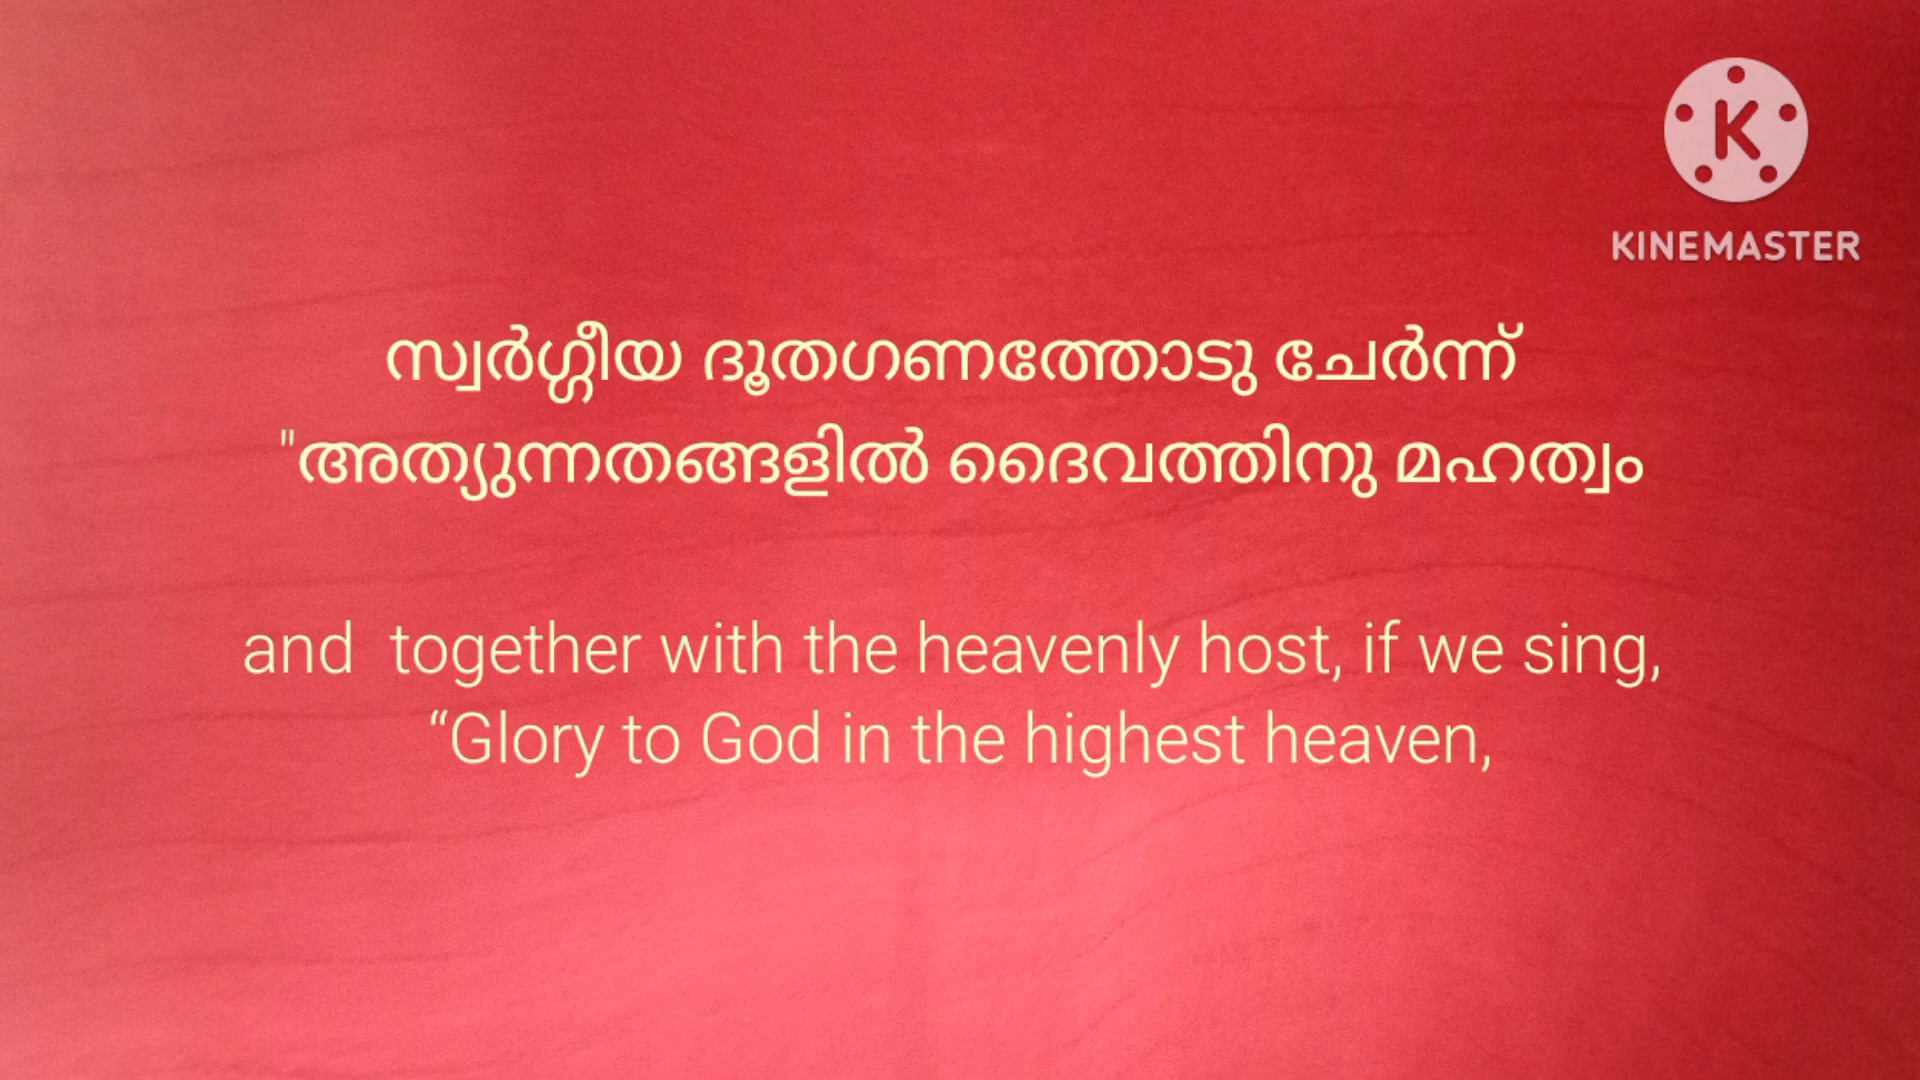 K
KINEMASTER
സ്വർഗ്ഗീയ ദൂതഗണത്തോടു ചേർന്ന്
"അത്യുന്നതങ്ങളിൽ ദൈവത്തിനു മഹത്വം
and  together with the heavenly host, if we sing,
“Glory to God in the highest heaven,